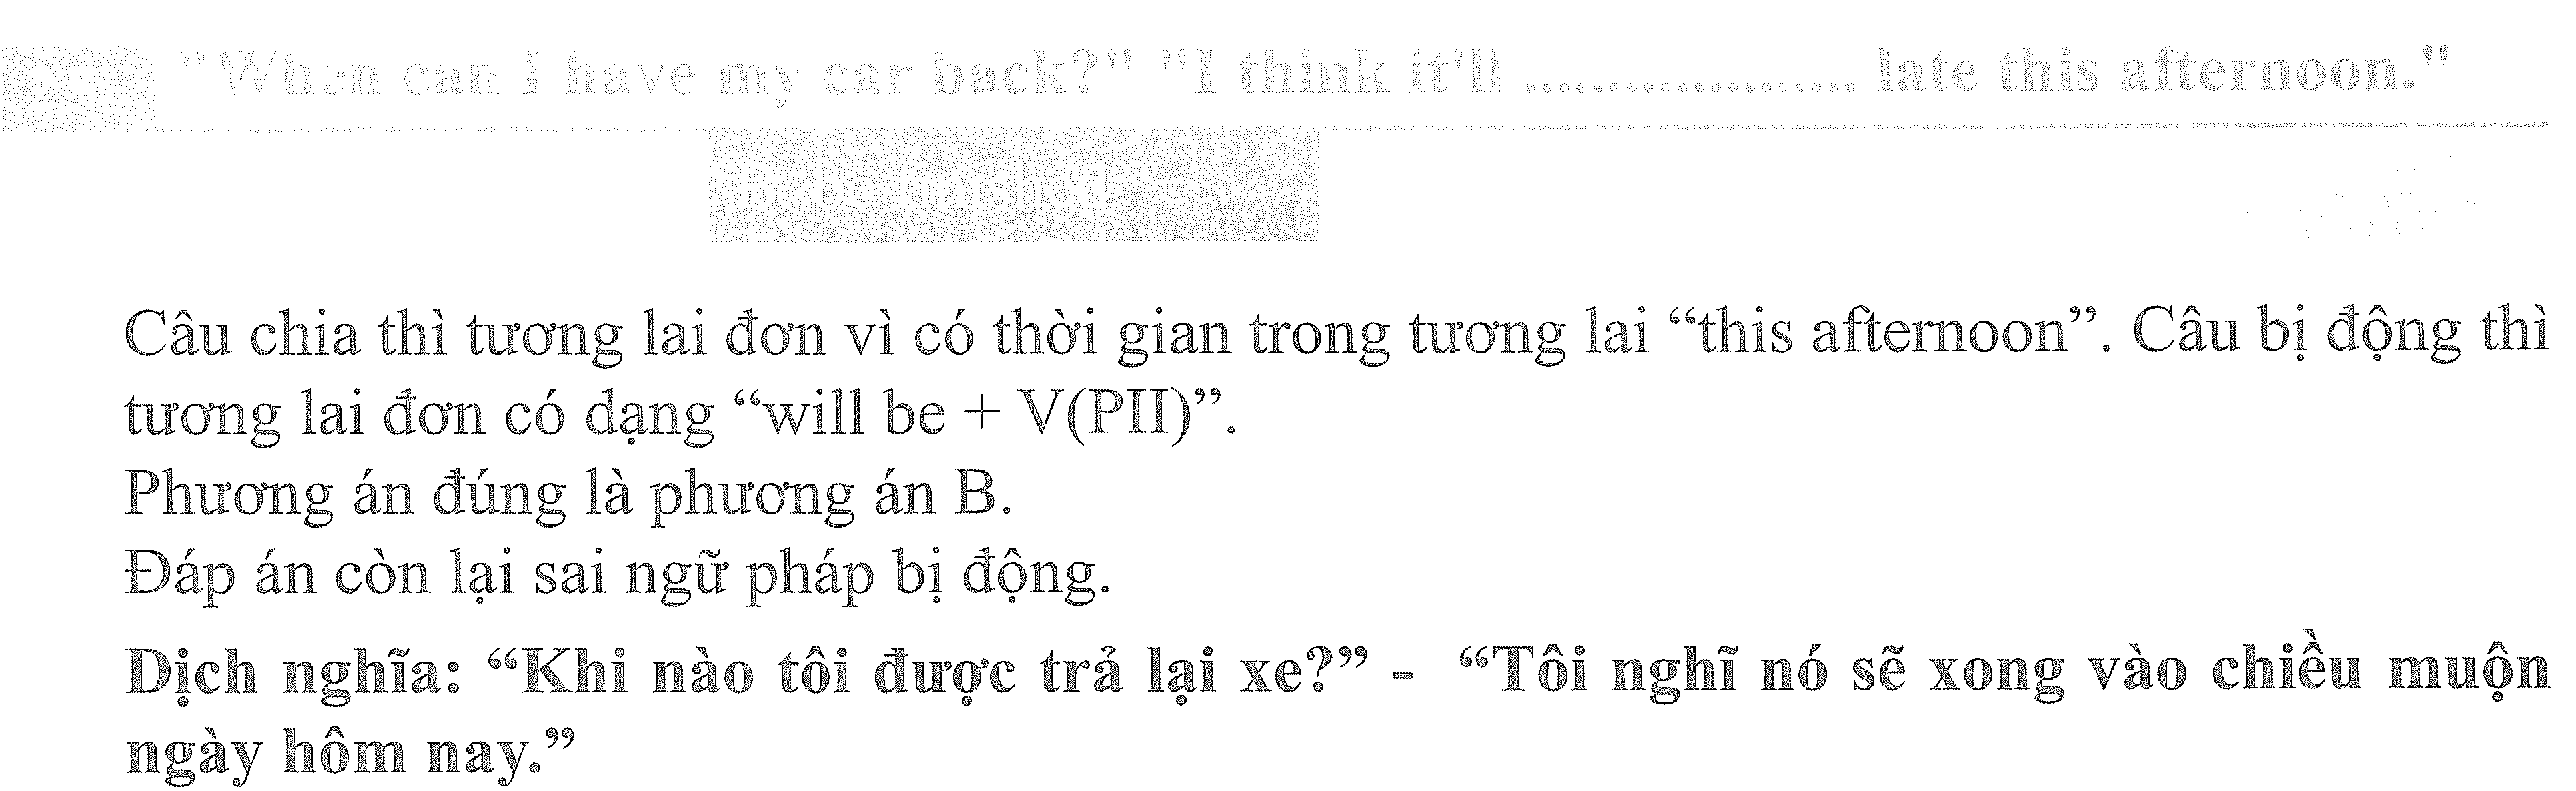 25 "When can I have my car back?" "I think it'll .................... late this afternoon."
B. be finished
Câu chia thì tương lai đơn vì có thời gian trong tương lai “this afternoon”. Câu bị động thì
tương lai đơn có dạng “will be + V(PII)”.
Phương án đúng là phương án B.
Đáp án còn lại sai ngữ pháp bị động.
Dịch nghĩa: “Khi nào tôi được trả lại xe?” - “Tôi nghĩ nó sẽ xong vào chiều muộn
ngày hôm nay.”